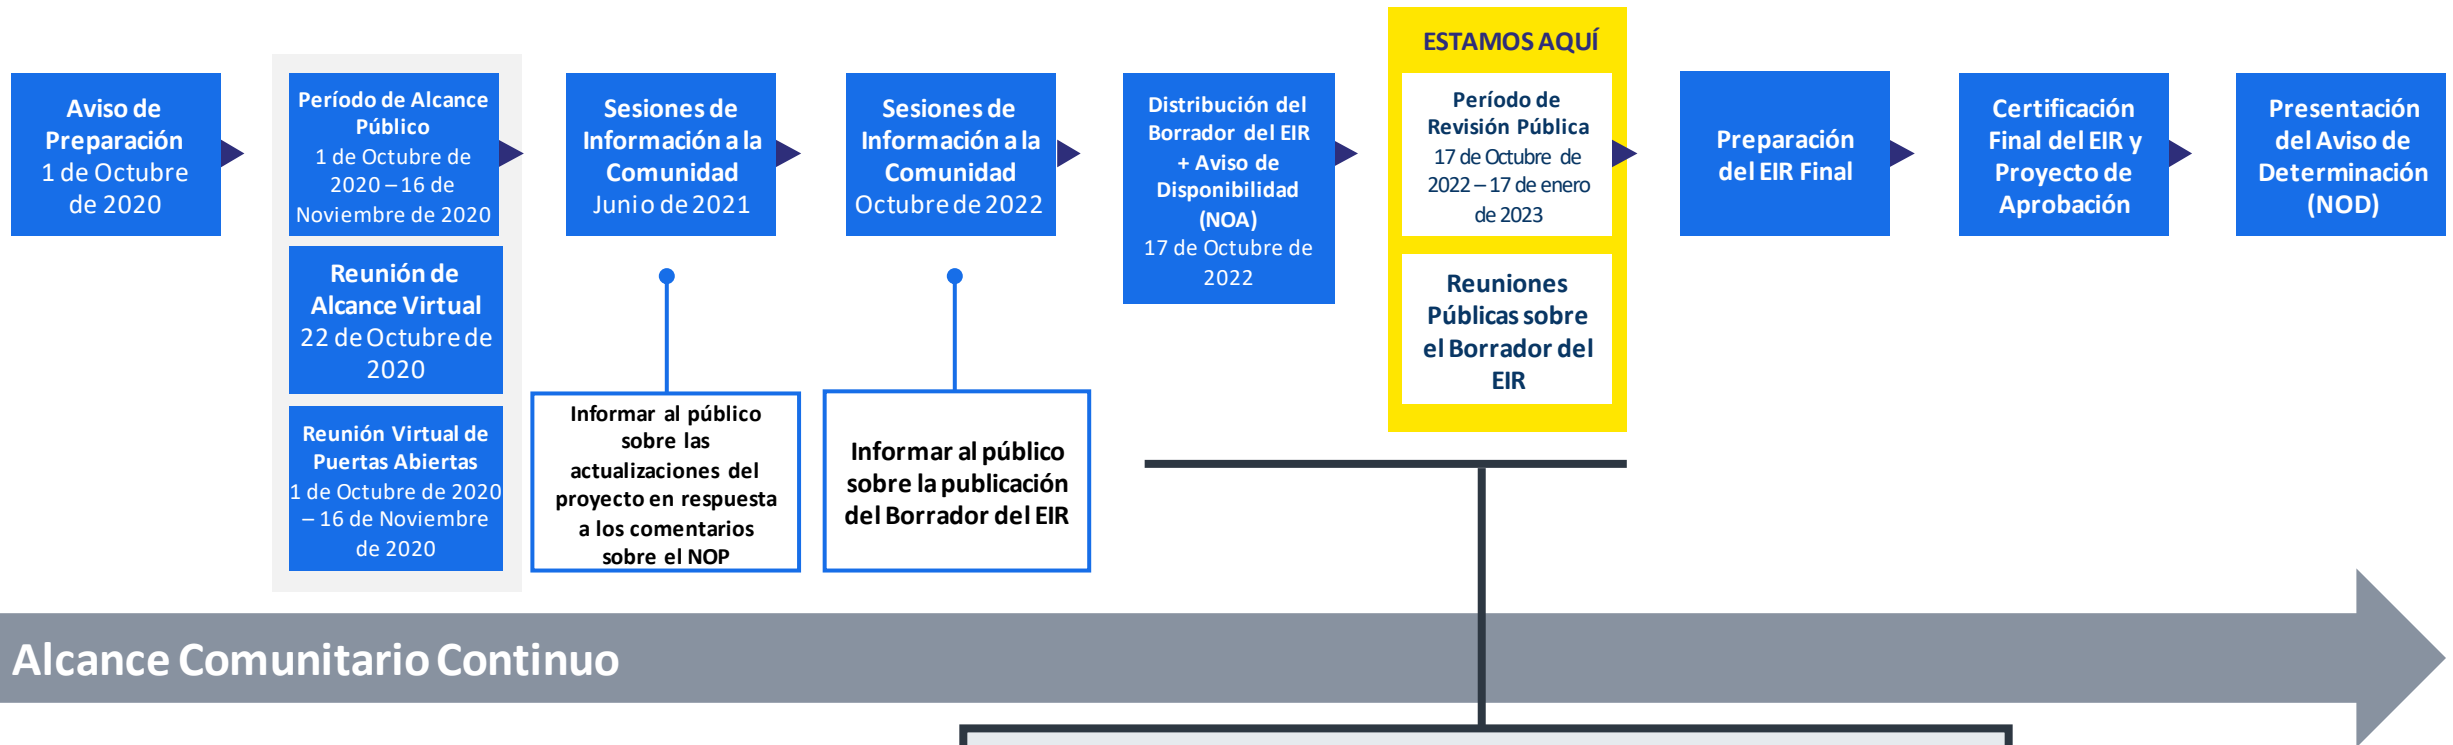 Aviso de
Preparación
1 de Octubre
de 2020
Período de Alcance
Público
1 de Octubre de
2020 – 16 de
Noviembre de 2020
Reunión de
Alcance Virtual
22 de Octubre de
2020
Reunión Virtual de
Puertas Abiertas
1 de Octubre de 2020
– 16 de Noviembre
de 2020
Sesiones de
Información a la
Comunidad
Junio de 2021
Informar al público
sobre las
actualizaciones del
proyecto en respuesta
a los comentarios
sobre el NOP
Sesiones de
Información a la
Comunidad
Octubre de 2022
Informar al público
sobre la publicación
del Borrador del EIR
Distribución del
Borrador del EIR
+ Aviso de
Disponibilidad
(NOA)
17 de Octubre de
2022
ESTAMOS AQUÍ
Período de
Revisión Pública
17 de Octubre de
2022 – 17 de enero
de 2023
Reuniones
Públicas sobre
el Borrador del
EIR
Preparación
del EIR Final
Certificación
Final del EIR y
Proyecto de
Aprobación
Presentación
del Aviso de
Determinación
(NOD)
Alcance Comunitario Continuo